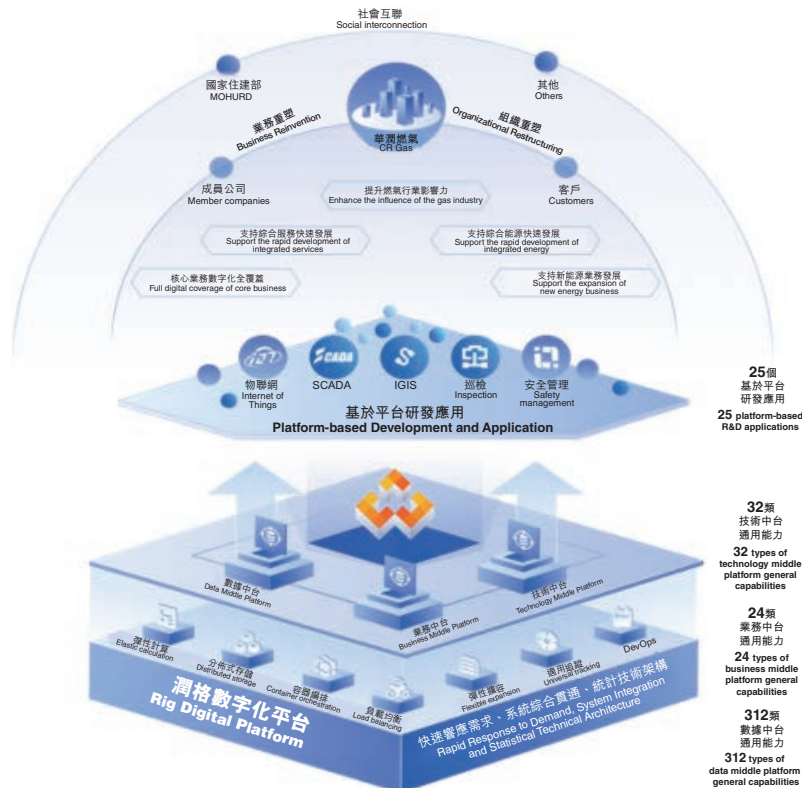 社會互聯
Social interconnection
國家住建部
MOHURD
其他
Others
業務重塑
Business Reinvention
組織重塑
Organizational Restructuring
華潤燃氣
CR Gas
成員公司
Member companies
客戶
Customers
提升燃氣行業影響力
Enhance the influence of the gas industry
支持綜合服務快速發展
Support the rapid development of
integrated services
支持綜合能源快速發展
Support the rapid development of
integrated energy
核心業務數字化全覆蓋
Full digital coverage of core business
支持新能源業務發展
Support the expansion of
new energy business
SCADA
物聯網
Internet of
Things
SCADA
IGIS
巡檢
Inspection
安全管理
Safety
management
基於平台研發應用
Platform-based Development and Application
25個
基於平台
研發應用
25 platform-based
R&D applications
32類
技術中台
通用能力
32 types of
technology middle
platform general
capabilities
數據中台
Data Middle Platform
業務中台
Business Middle Platform
技術中台
Technology Middle Platform
24類
業務中台
通用能力
24 types of
business middle
platform general
capabilities
彈性計算
Elastic calculation
分佈式存儲
Distributed storage
容器編排
Container orchestration
負載均衡
Load balancing
彈性擴容
Flexible expansion
適用追蹤
Universal tracking
DevOps
潤格數字化平台
Rig Digital Platform
快速響應需求、系統綜合貫通、統計技術架構
Rapid Response to Demand, System Integration
and Statistical Technical Architecture
312類
數據中台
通用能力
312 types of
data middle platform
general capabilities